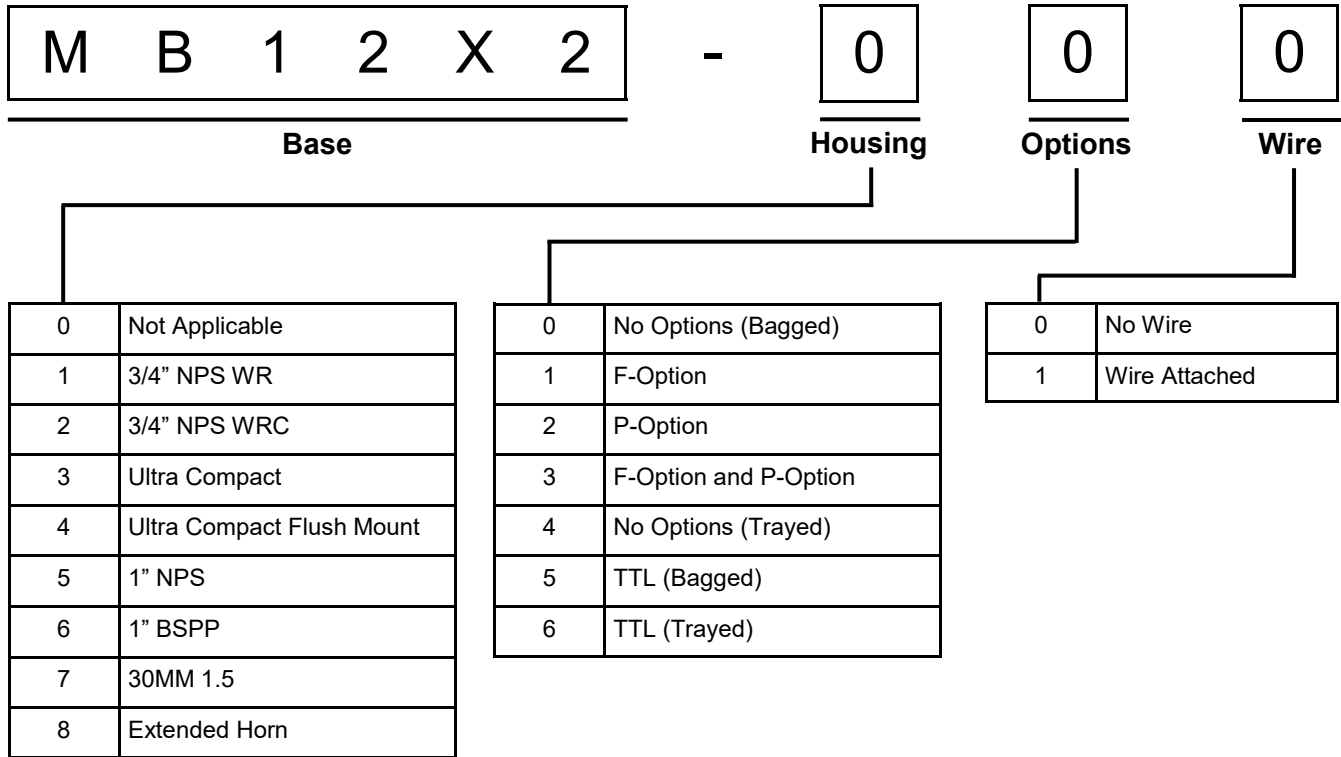 M B 1 2 X 2 - 0 0 0
Base Housing Options Wire
0 Not Applicable
1 3/4” NPS WR
2 3/4” NPS WRC
3 Ultra Compact
4 Ultra Compact Flush Mount
5 1” NPS
6 1” BSPP
7 30MM 1.5
8 Extended Horn
0 No Options (Bagged)
1 F-Option
2 P-Option
3 F-Option and P-Option
4 No Options (Trayed)
5 TTL (Bagged)
6 TTL (Trayed)
0 No Wire
1 Wire Attached